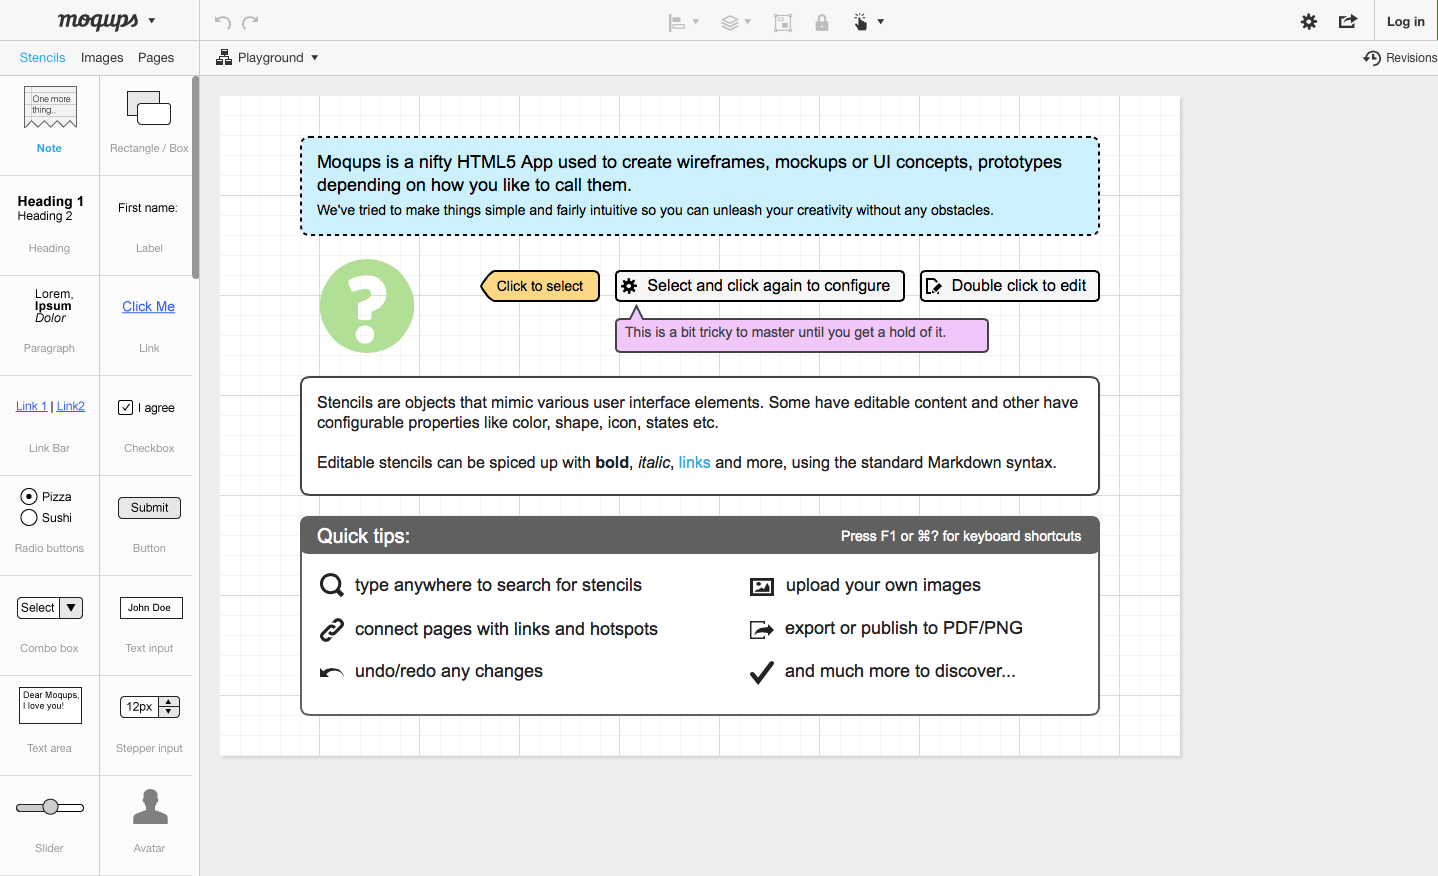 moqups
Log in
Stencils Images Pages
Playground
Revisions
One more
thing..
Note
Rectangle / Box
Heading 1
Heading 2
Heading
First name:
Label
Lorem,
Ipsum
Dolor
Paragraph
Click Me
Link
Link 1 | Link2
Link Bar
I agree
Checkbox
Pizza
Sushi
Radio buttons
Submit
Button
Select
Combo box
John Doe
Text input
Dear Moqups,
I love you!
Text area
12px
Stepper input
Slider
Avatar
Moqups is a nifty HTML5 App used to create wireframes, mockups or UI concepts, prototypes
depending on how you like to call them.
We've tried to make things simple and fairly intuitive so you can unleash your creativity without any obstacles.
?
Click to select
Select and click again to configure
Double click to edit
This is a bit tricky to master until you get a hold of it.
Stencils are objects that mimic various user interface elements. Some have editable content and other have
configurable properties like color, shape, icon, states etc.
Editable stencils can be spiced up with bold, italic, links and more, using the standard Markdown syntax.
Quick tips:
Press F1 or ⌘? for keyboard shortcuts
type anywhere to search for stencils
upload your own images
connect pages with links and hotspots
export or publish to PDF/PNG
undo/redo any changes
and much more to discover...